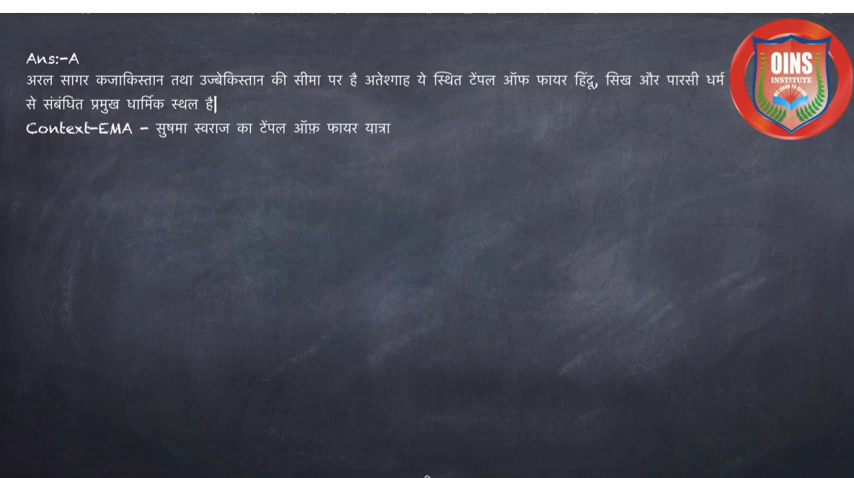 Ans:-A
अरल सागर कजाकिस्तान तथा उज्बेकिस्तान की सीमा पर है अतेश्गाह ये स्थित टेंपल ऑफ फायर हिंदू, सिख और पारसी धर्म
से संबंधित प्रमुख धार्मिक स्थल है|
Context-EMA - सुषमा स्वराज का टेंपल ऑफ़ फायर यात्रा
OINS
INSTITUTE